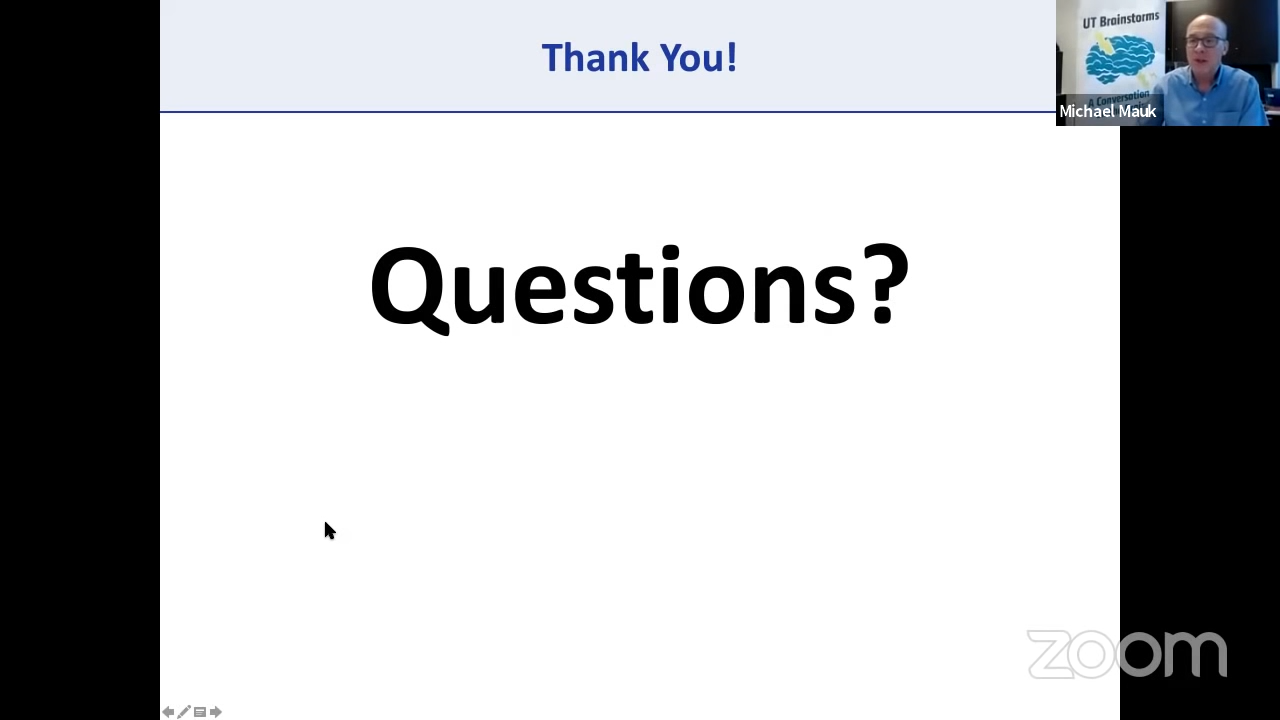 Thank You!
UT Brainstorms
A Conversation
Michael Mauk
Questions?
zoom